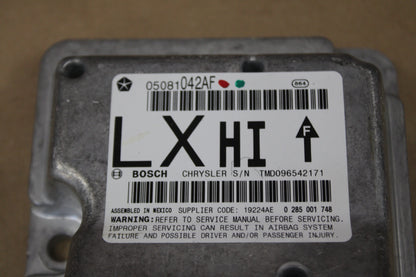 05081042AF 864
LX HI F
BOSCH CHRYSLER S/N TMD096542171
ASSEMBLED IN MEXICO SUPPLIER CODE: 19224AE 0 285 001 748
WARNING: REFER TO SERVICE MANUAL BEFORE SERVICING.
IMPROPER SERVICING CAN RESULT IN AIRBAG SYSTEM
FAILURE AND POSSIBLE DRIVER AND/OR PASSENGER INJURY.